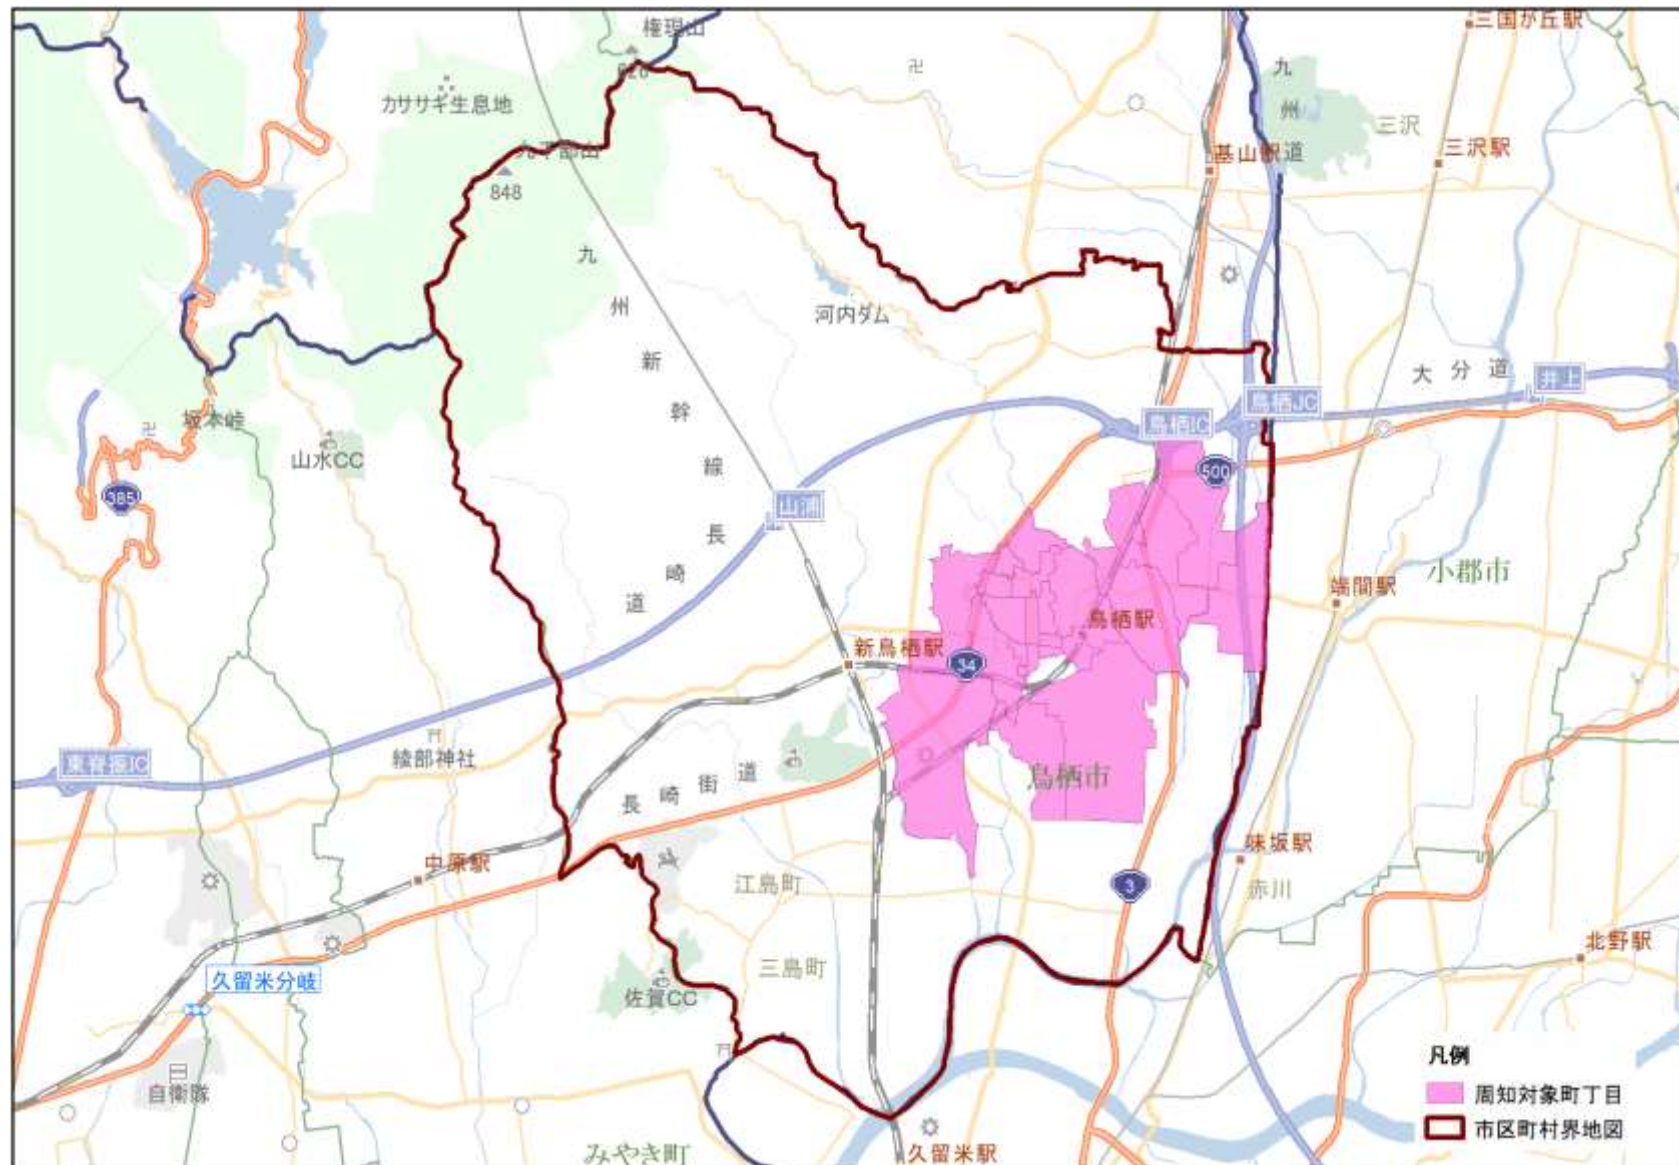 三国が丘駅
権現山
626
カササギ生息地
九千部山
848
九州
三沢
基山駅
道
三沢駅
九州新幹線
河内ダム
大分道
井上
鳥栖JC
鳥栖IC
坂本峠
山水CC
385
500
山浦
長崎道
小郡市
端間駅
鳥栖駅
新鳥栖駅
34
綾部神社
東脊振IC
長崎街道
鳥栖市
味坂駅
中原駅
江島町
3
赤川
三島町
北野駅
久留米分岐
佐賀CC
自衛隊
みやき町
久留米駅
凡例
周知対象町丁目
市区町村界地図